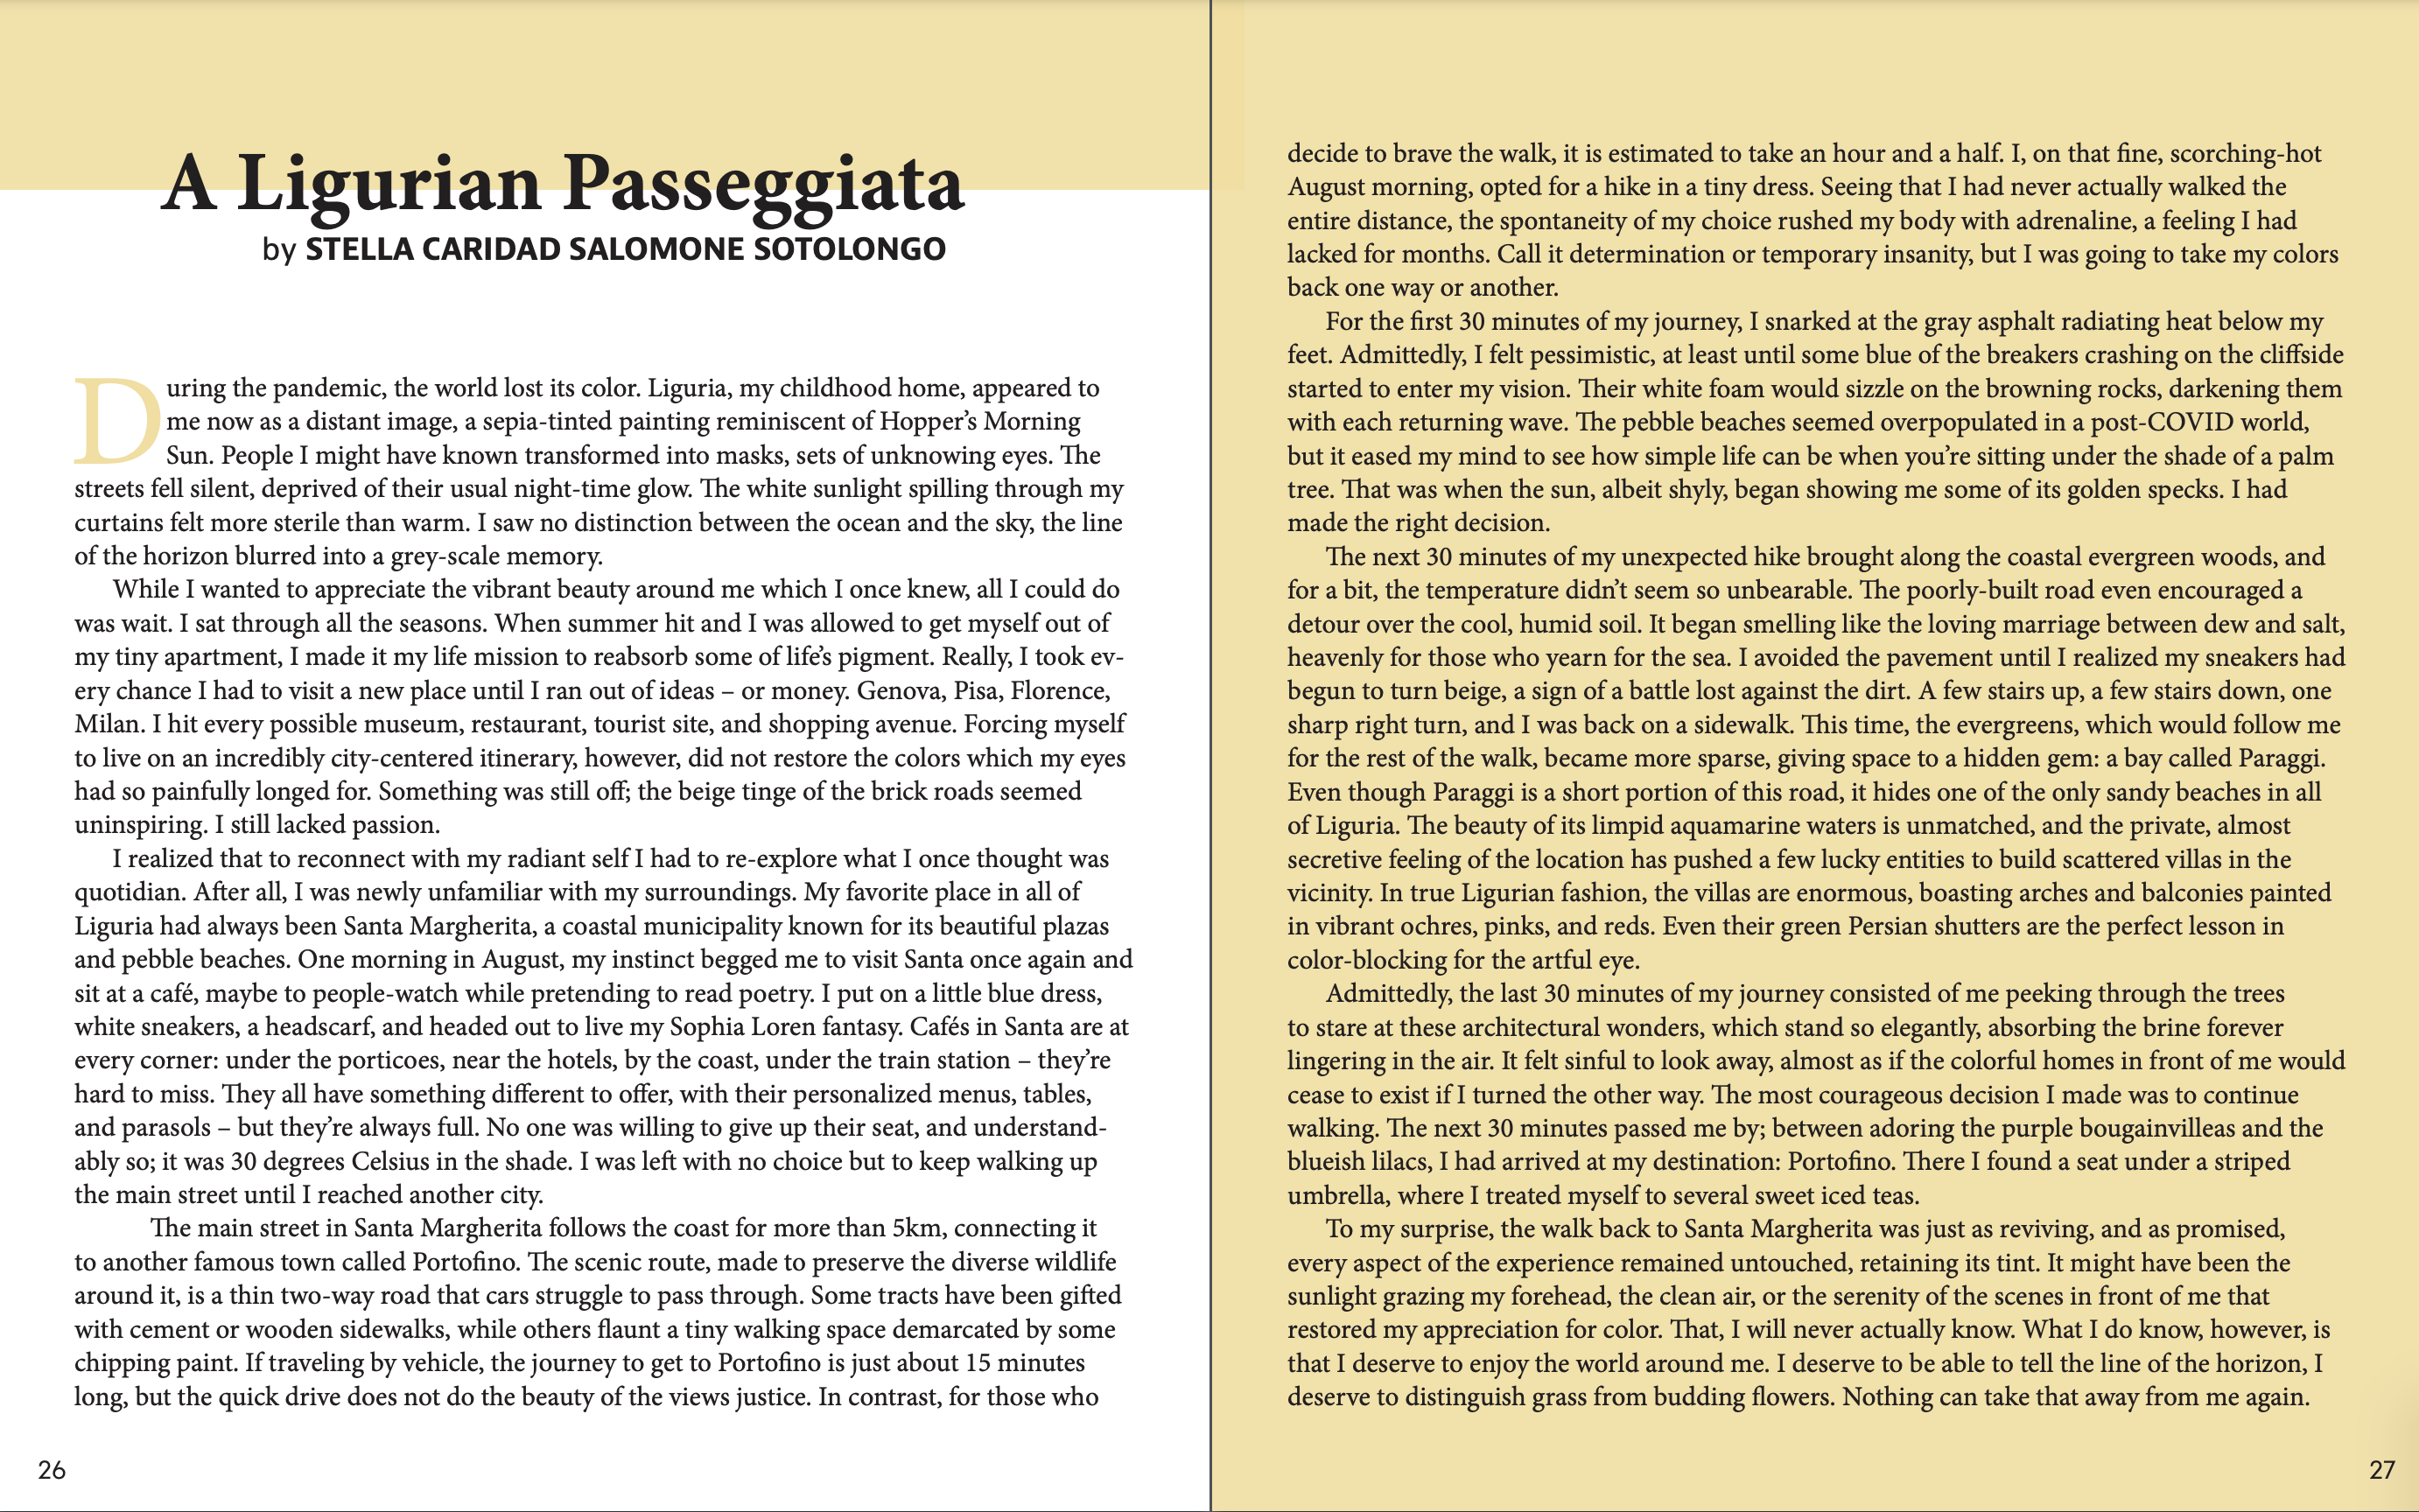 A Ligurian Passeggiata
by STELLA CARIDAD SALOMONE SOTOLONGO
During the pandemic, the world lost its color. Liguria, my childhood home, appeared to
me now as a distant image, a sepia-tinted painting reminiscent of Hopper’s Morning
Sun. People I might have known transformed into masks, sets of unknowing eyes. The
streets fell silent, deprived of their usual night-time glow. The white sunlight spilling through my
curtains felt more sterile than warm. I saw no distinction between the ocean and the sky, the line
of the horizon blurred into a grey-scale memory.
While I wanted to appreciate the vibrant beauty around me which I once knew, all I could do
was wait. I sat through all the seasons. When summer hit and I was allowed to get myself out of
my tiny apartment, I made it my life mission to reabsorb some of life’s pigment. Really, I took ev-
ery chance I had to visit a new place until I ran out of ideas – or money. Genova, Pisa, Florence,
Milan. I hit every possible museum, restaurant, tourist site, and shopping avenue. Forcing myself
to live on an incredibly city-centered itinerary, however, did not restore the colors which my eyes
had so painfully longed for. Something was still off; the beige tinge of the brick roads seemed
uninspiring. I still lacked passion.
I realized that to reconnect with my radiant self I had to re-explore what I once thought was
quotidian. After all, I was newly unfamiliar with my surroundings. My favorite place in all of
Liguria had always been Santa Margherita, a coastal municipality known for its beautiful plazas
and pebble beaches. One morning in August, my instinct begged me to visit Santa once again and
sit at a café, maybe to people-watch while pretending to read poetry. I put on a little blue dress,
white sneakers, a headscarf, and headed out to live my Sophia Loren fantasy. Cafés in Santa are at
every corner: under the porticoes, near the hotels, by the coast, under the train station – they’re
hard to miss. They all have something different to offer, with their personalized menus, tables,
and parasols – but they’re always full. No one was willing to give up their seat, and understand-
ably so; it was 30 degrees Celsius in the shade. I was left with no choice but to keep walking up
the main street until I reached another city.
The main street in Santa Margherita follows the coast for more than 5km, connecting it
to another famous town called Portofino. The scenic route, made to preserve the diverse wildlife
around it, is a thin two-way road that cars struggle to pass through. Some tracts have been gifted
with cement or wooden sidewalks, while others flaunt a tiny walking space demarcated by some
chipping paint. If traveling by vehicle, the journey to get to Portofino is just about 15 minutes
long, but the quick drive does not do the beauty of the views justice. In contrast, for those who
26
decide to brave the walk, it is estimated to take an hour and a half. I, on that fine, scorching-hot
August morning, opted for a hike in a tiny dress. Seeing that I had never actually walked the
entire distance, the spontaneity of my choice rushed my body with adrenaline, a feeling I had
lacked for months. Call it determination or temporary insanity, but I was going to take my colors
back one way or another.
For the first 30 minutes of my journey, I snarked at the gray asphalt radiating heat below my
feet. Admittedly, I felt pessimistic, at least until some blue of the breakers crashing on the cliffside
started to enter my vision. Their white foam would sizzle on the browning rocks, darkening them
with each returning wave. The pebble beaches seemed overpopulated in a post-COVID world,
but it eased my mind to see how simple life can be when you’re sitting under the shade of a palm
tree. That was when the sun, albeit shyly, began showing me some of its golden specks. I had
made the right decision.
The next 30 minutes of my unexpected hike brought along the coastal evergreen woods, and
for a bit, the temperature didn’t seem so unbearable. The poorly-built road even encouraged a
detour over the cool, humid soil. It began smelling like the loving marriage between dew and salt,
heavenly for those who yearn for the sea. I avoided the pavement until I realized my sneakers had
begun to turn beige, a sign of a battle lost against the dirt. A few stairs up, a few stairs down, one
sharp right turn, and I was back on a sidewalk. This time, the evergreens, which would follow me
for the rest of the walk, became more sparse, giving space to a hidden gem: a bay called Paraggi.
Even though Paraggi is a short portion of this road, it hides one of the only sandy beaches in all
of Liguria. The beauty of its limpid aquamarine waters is unmatched, and the private, almost
secretive feeling of the location has pushed a few lucky entities to build scattered villas in the
vicinity. In true Ligurian fashion, the villas are enormous, boasting arches and balconies painted
in vibrant ochres, pinks, and reds. Even their green Persian shutters are the perfect lesson in
color-blocking for the artful eye.
Admittedly, the last 30 minutes of my journey consisted of me peeking through the trees
to stare at these architectural wonders, which stand so elegantly, absorbing the brine forever
lingering in the air. It felt sinful to look away, almost as if the colorful homes in front of me would
cease to exist if I turned the other way. The most courageous decision I made was to continue
walking. The next 30 minutes passed me by; between adoring the purple bougainvilleas and the
blueish lilacs, I had arrived at my destination: Portofino. There I found a seat under a striped
umbrella, where I treated myself to several sweet iced teas.
To my surprise, the walk back to Santa Margherita was just as reviving, and as promised,
every aspect of the experience remained untouched, retaining its tint. It might have been the
sunlight grazing my forehead, the clean air, or the serenity of the scenes in front of me that
restored my appreciation for color. That, I will never actually know. What I do know, however, is
that I deserve to enjoy the world around me. I deserve to be able to tell the line of the horizon, I
deserve to distinguish grass from budding flowers. Nothing can take that away from me again.
27